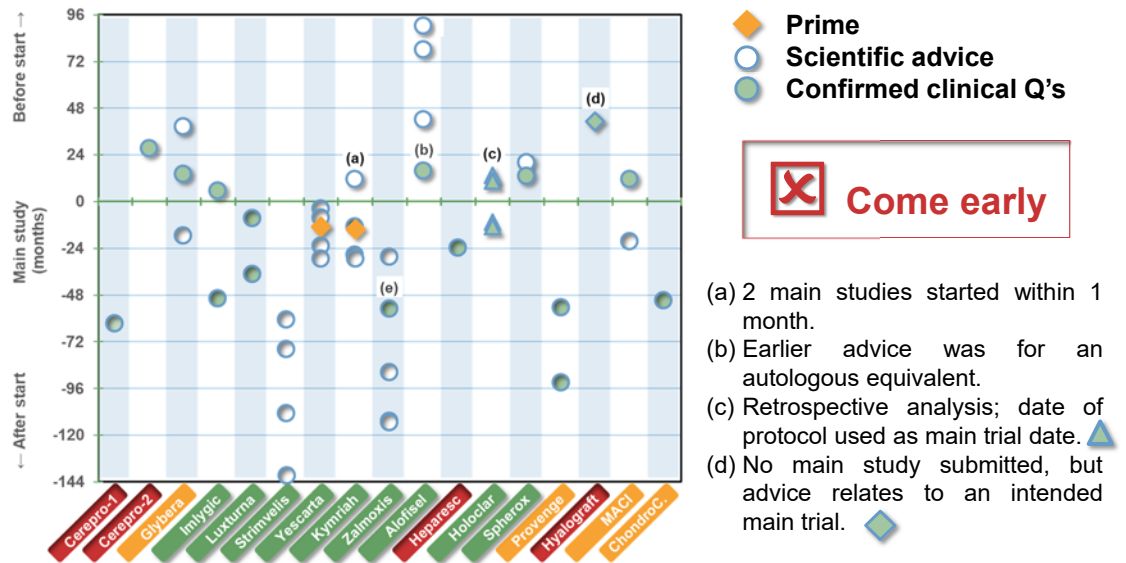 Before start →
Main study
(months)
← After start
96
72
48
24
0
-24
-48
-72
-96
-120
-144
(a)
(b)
(c)
(d)
(e)
Cerepro-1
Cerepro-2
Glybera
Imlygic
Luxturna
Strimvelis
Yescarta
Kymriah
Zalmoxis
Alofisel
Heparesc
Holoclar
Spherox
Provenge
Hyalograft
MACI
ChondroC.
Prime
Scientific advice
Confirmed clinical Q's
Come early
(a) 2 main studies started within 1
month.
(b) Earlier advice was for an
autologous equivalent.
(c) Retrospective analysis; date of
protocol used as main trial date.
(d) No main study submitted, but
advice relates to an intended
main trial.